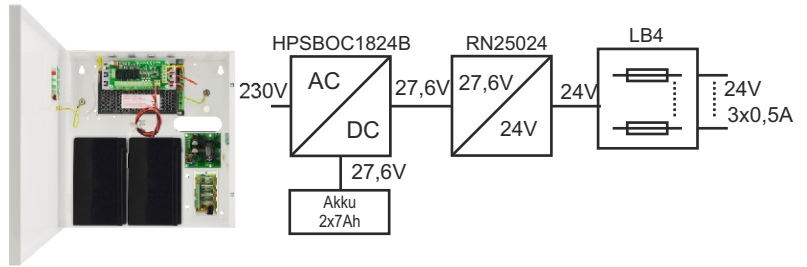 HPSBOC1824B
RN25024
LB4
230V
AC
DC
27,6V
27,6V
24V
24V
24V
3x0,5A
27,6V
Akku
2x7Ah